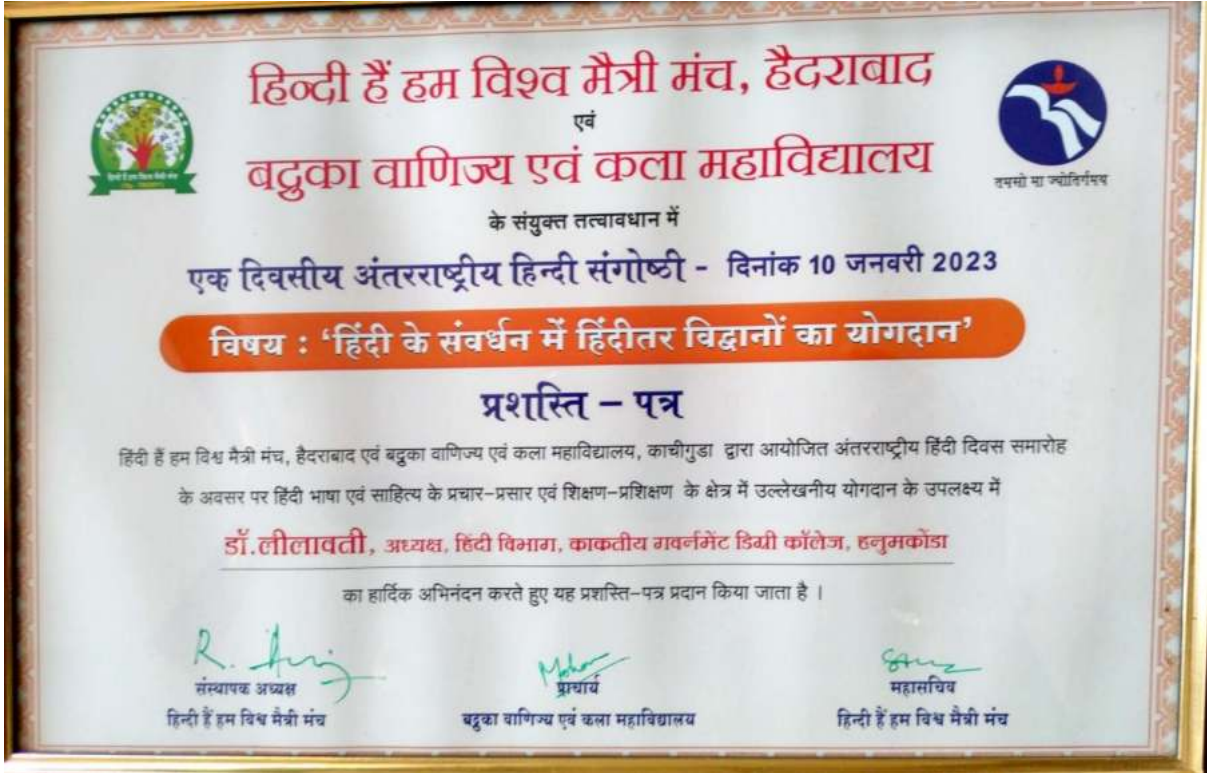 हिन्दी हैं हम विश्व मैत्री मंच, हैदराबाद
एवं
बद्रुका वाणिज्य एवं कला महाविद्यालय
तमसो मा ज्योतिर्गमय
के संयुक्त तत्वावधान में
एक दिवसीय अंतरराष्ट्रीय हिन्दी संगोष्ठी - दिनांक 10 जनवरी 2023
विषय : ‘हिंदी के संवर्धन में हिंदीतर विद्वानों का योगदान’
प्रशस्ति – पत्र
हिंदी हैं हम विश्व मैत्री मंच, हैदराबाद एवं बद्रुका वाणिज्य एवं कला महाविद्यालय, काचीगुडा द्वारा आयोजित अंतरराष्ट्रीय हिंदी दिवस समारोह
के अवसर पर हिंदी भाषा एवं साहित्य के प्रचार–प्रसार एवं शिक्षण–प्रशिक्षण के क्षेत्र में उल्लेखनीय योगदान के उपलक्ष्य में
डॉ.लीलावती, अध्यक्ष, हिंदी विभाग, काकतीय गवर्नमेंट डिग्री कॉलेज, हनुमकोंडा
का हार्दिक अभिनंदन करते हुए यह प्रशस्ति–पत्र प्रदान किया जाता है ।
संस्थापक अध्यक्ष प्राचार्य महासचिव
हिन्दी हैं हम विश्व मैत्री मंच बद्रुका वाणिज्य एवं कला महाविद्यालय हिन्दी हैं हम विश्व मैत्री मंच